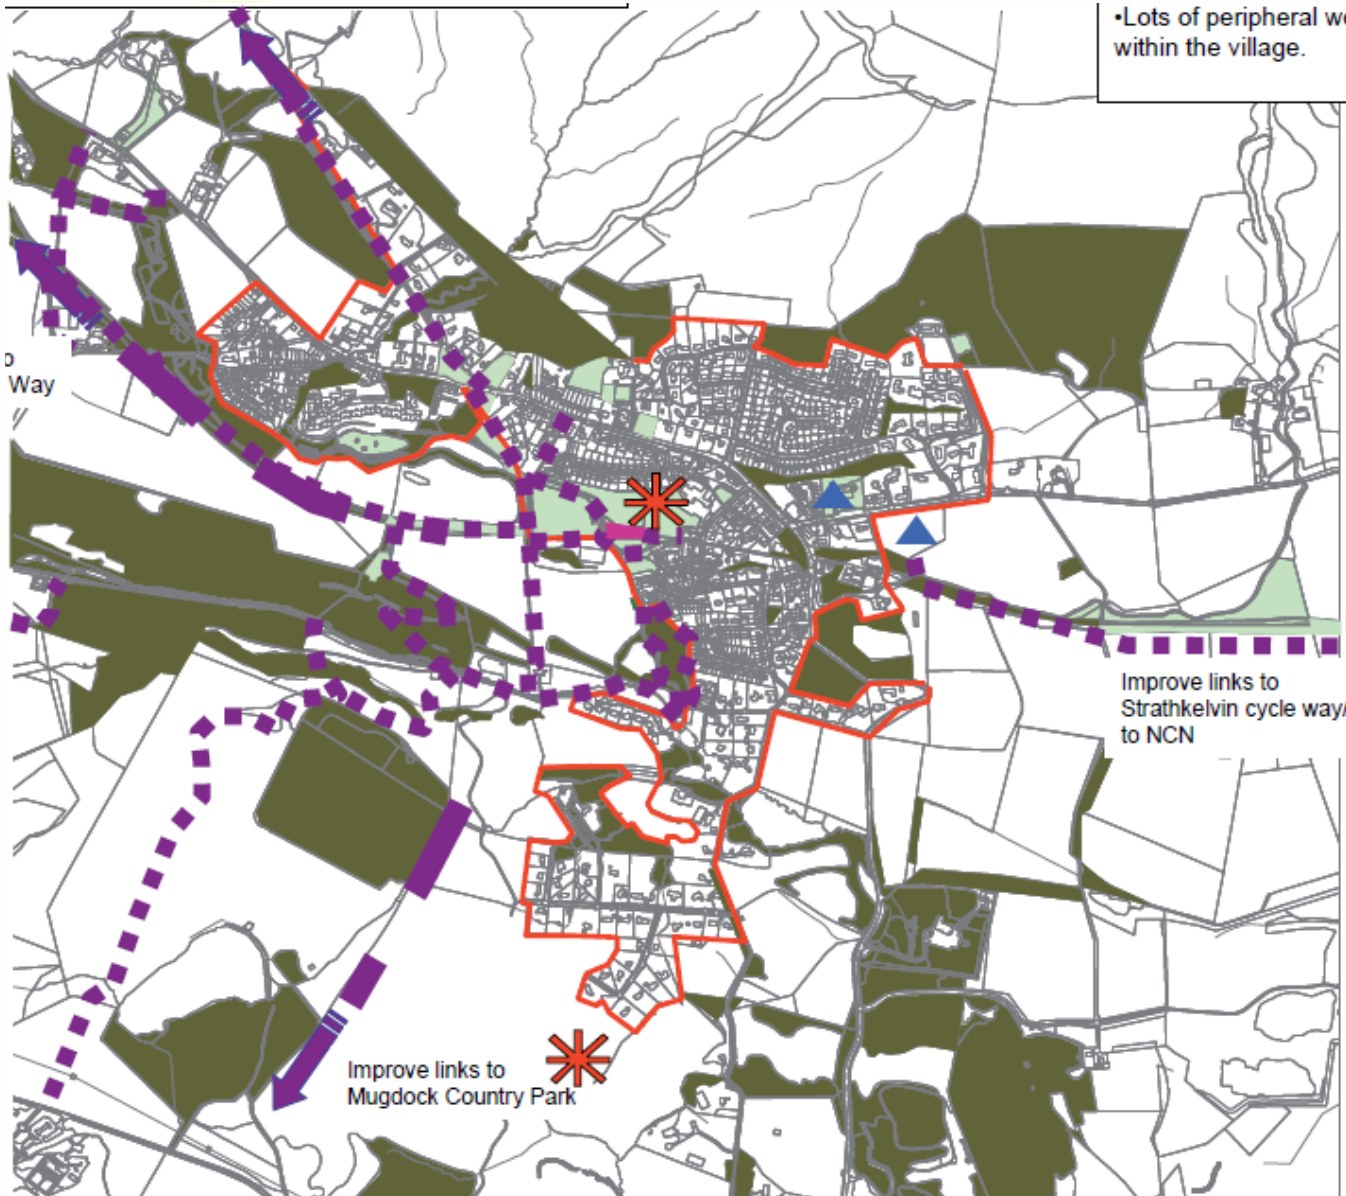 •Lots of peripheral
within the village.
Way
Improve links to
Strathkelvin cycle way/
to NCN
Improve links to
Mugdock Country Park